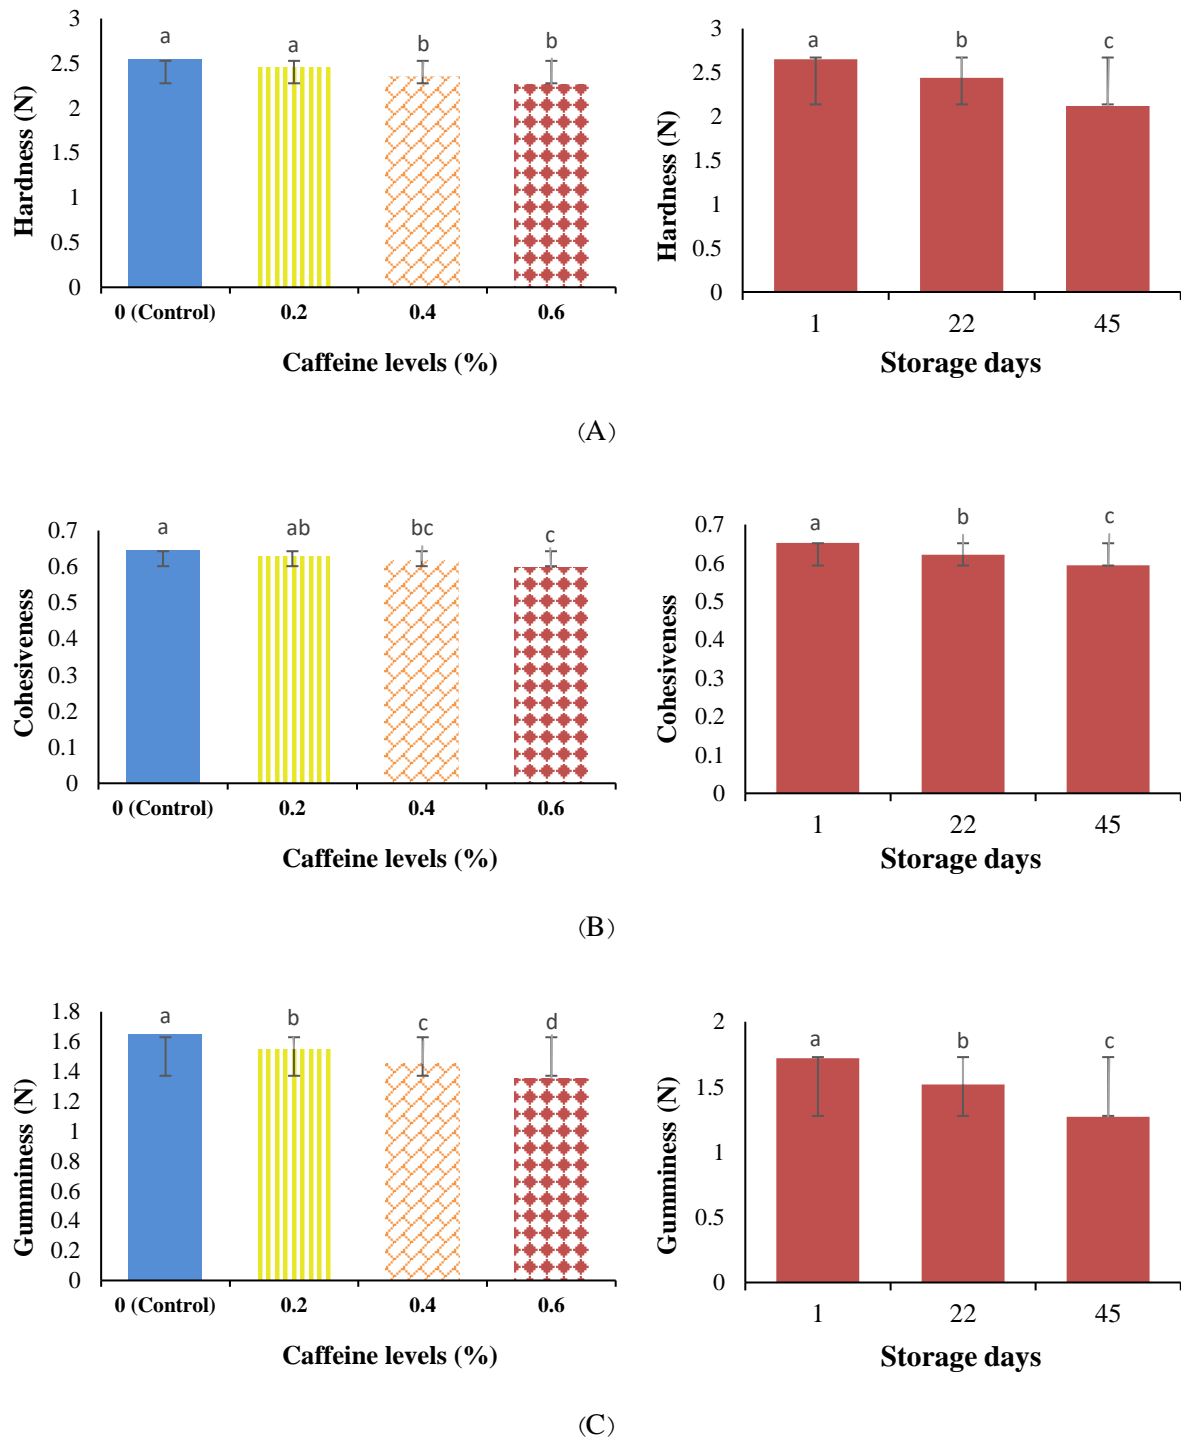 3
2.5
2
1.5
1
0.5
0
Hardness (N)
a
a
b
b
0 (Control) 0.2 0.4 0.6
Caffeine levels (%)
3
2.5
2
1.5
1
0.5
0
Hardness (N)
a
b
c
1 22 45
Storage days
(A)
0.7
0.6
0.5
0.4
0.3
0.2
0.1
0
Cohesiveness
a
ab
bc
c
0 (Control) 0.2 0.4 0.6
Caffeine levels (%)
0.7
0.6
0.5
0.4
0.3
0.2
0.1
0
Cohesiveness
a
b
c
1 22 45
Storage days
(B)
1.8
1.6
1.4
1.2
1
0.8
0.6
0.4
0.2
0
Gumminess (N)
a
b
c
d
0 (Control) 0.2 0.4 0.6
Caffeine levels (%)
2
1.5
1
0.5
0
Gumminess (N)
a
b
c
1 22 45
Storage days
(C)